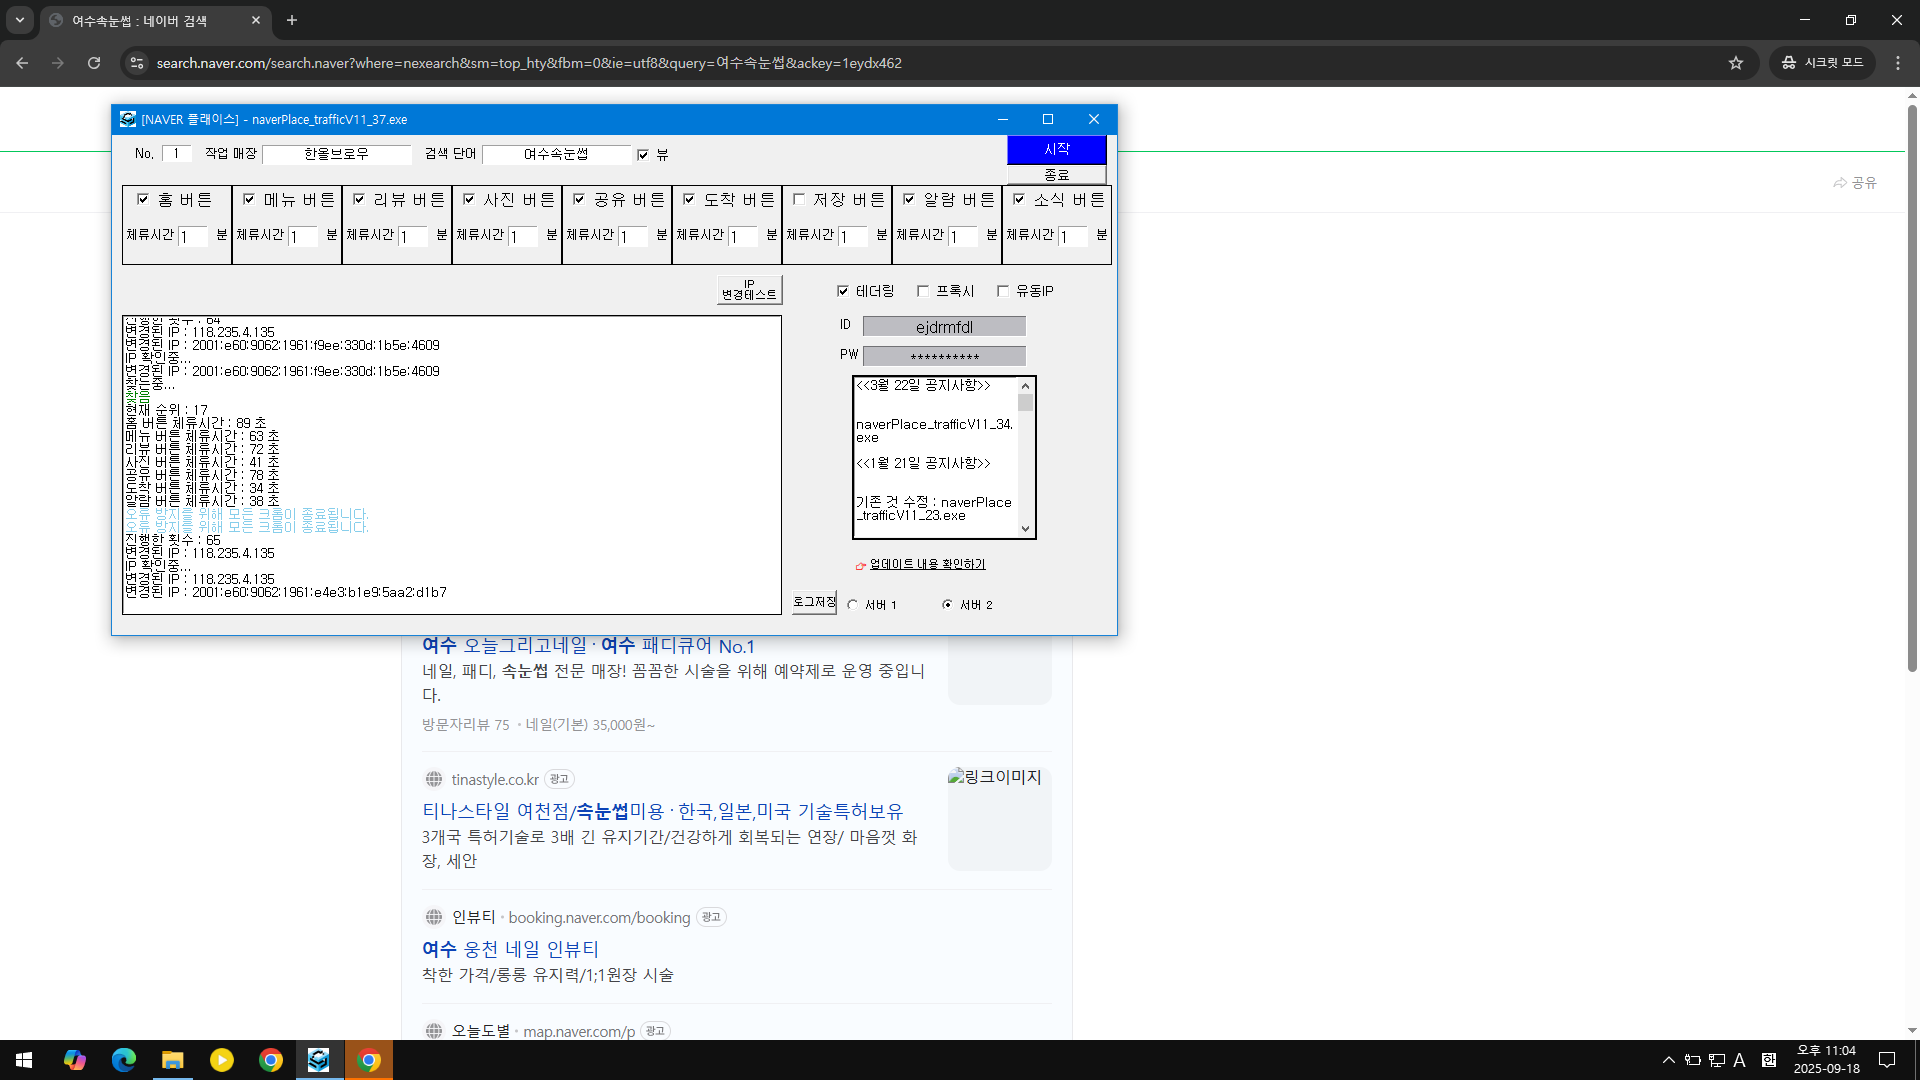 여수속눈썹 : 네이버 검색
search.naver.com/search.naver?where=nexearch&sm=top_hty&fbm=0&ie=utf8&query=여수속눈썹&ackey=1eydx462
시크릿 모드
[NAVER 플레이스] - naverPlace_trafficV11_37.exe
No. 1 작업 매장 한올브로우 검색 단어 여수속눈썹 뷰
시작
종료
공유
홈 버튼 메뉴 버튼 리뷰 버튼 사진 버튼 공유 버튼 도착 버튼 저장 버튼 알람 버튼 소식 버튼
체류시간 1 분 체류시간 1 분 체류시간 1 분 체류시간 1 분 체류시간 1 분 체류시간 1 분 체류시간 1 분 체류시간 1 분 체류시간 1 분
IP
변경테스트
테더링 프록시 유동IP
ID ejdrmfdl
PW **********
진행한 횟수 : 64
변경된 IP : 118.235.4.135
변경된 IP : 2001:e60:9062:1961:f9ee:330d:1b5e:4609
IP 확인중...
변경된 IP : 2001:e60:9062:1961:f9ee:330d:1b5e:4609
찾는중...
찾음
현재 순위 : 17
홈 버튼 체류시간 : 89 초
메뉴 버튼 체류시간 : 63 초
리뷰 버튼 체류시간 : 72 초
사진 버튼 체류시간 : 41 초
공유 버튼 체류시간 : 78 초
도착 버튼 체류시간 : 34 초
알람 버튼 체류시간 : 38 초
오류 방지를 위해 모든 크롬이 종료됩니다.
오류 방지를 위해 모든 크롬이 종료됩니다.
진행한 횟수 : 65
변경된 IP : 118.235.4.135
IP 확인중...
변경된 IP : 118.235.4.135
변경된 IP : 2001:e60:9062:1961:e4e3:b1e9:5aa2:d1b7
<<3월 22일 공지사항>>
naverPlace_trafficV11_34.
exe
<<1월 21일 공지사항>>
기존 것 수정 : naverPlace
_trafficV11_23.exe
업데이트 내용 확인하기
로그저장 서버 1 서버 2
여수 오늘그리고네일 · 여수 패디큐어 No.1
네일, 패디, 속눈썹 전문 매장! 꼼꼼한 시술을 위해 예약제로 운영 중입니
다.
방문자리뷰 75 · 네일(기본) 35,000원~
tinastyle.co.kr 광고
링크이미지
티나스타일 여천점/속눈썹미용 · 한국,일본,미국 기술특허보유
3개국 특허기술로 3배 긴 유지기간/건강하게 회복되는 연장/ 마음껏 화
장, 세안
인뷰티 · booking.naver.com/booking 광고
여수 웅천 네일 인뷰티
착한 가격/롱롱 유지력/1;1원장 시술
오늘도별 · map.naver.com/p 광고
A 한
오후 11:04
2025-09-18